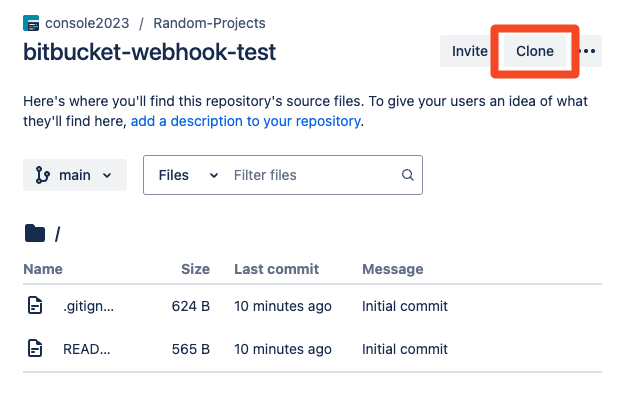 console2023 / Random-Projects
bitbucket-webhook-test
Invite Clone •••
Here's where you'll find this repository's source files. To give your users an idea of what
they'll find here, add a description to your repository.
main Files Filter files
/
Name Size Last commit Message
.gitign... 624 B 10 minutes ago Initial commit
READ... 565 B 10 minutes ago Initial commit